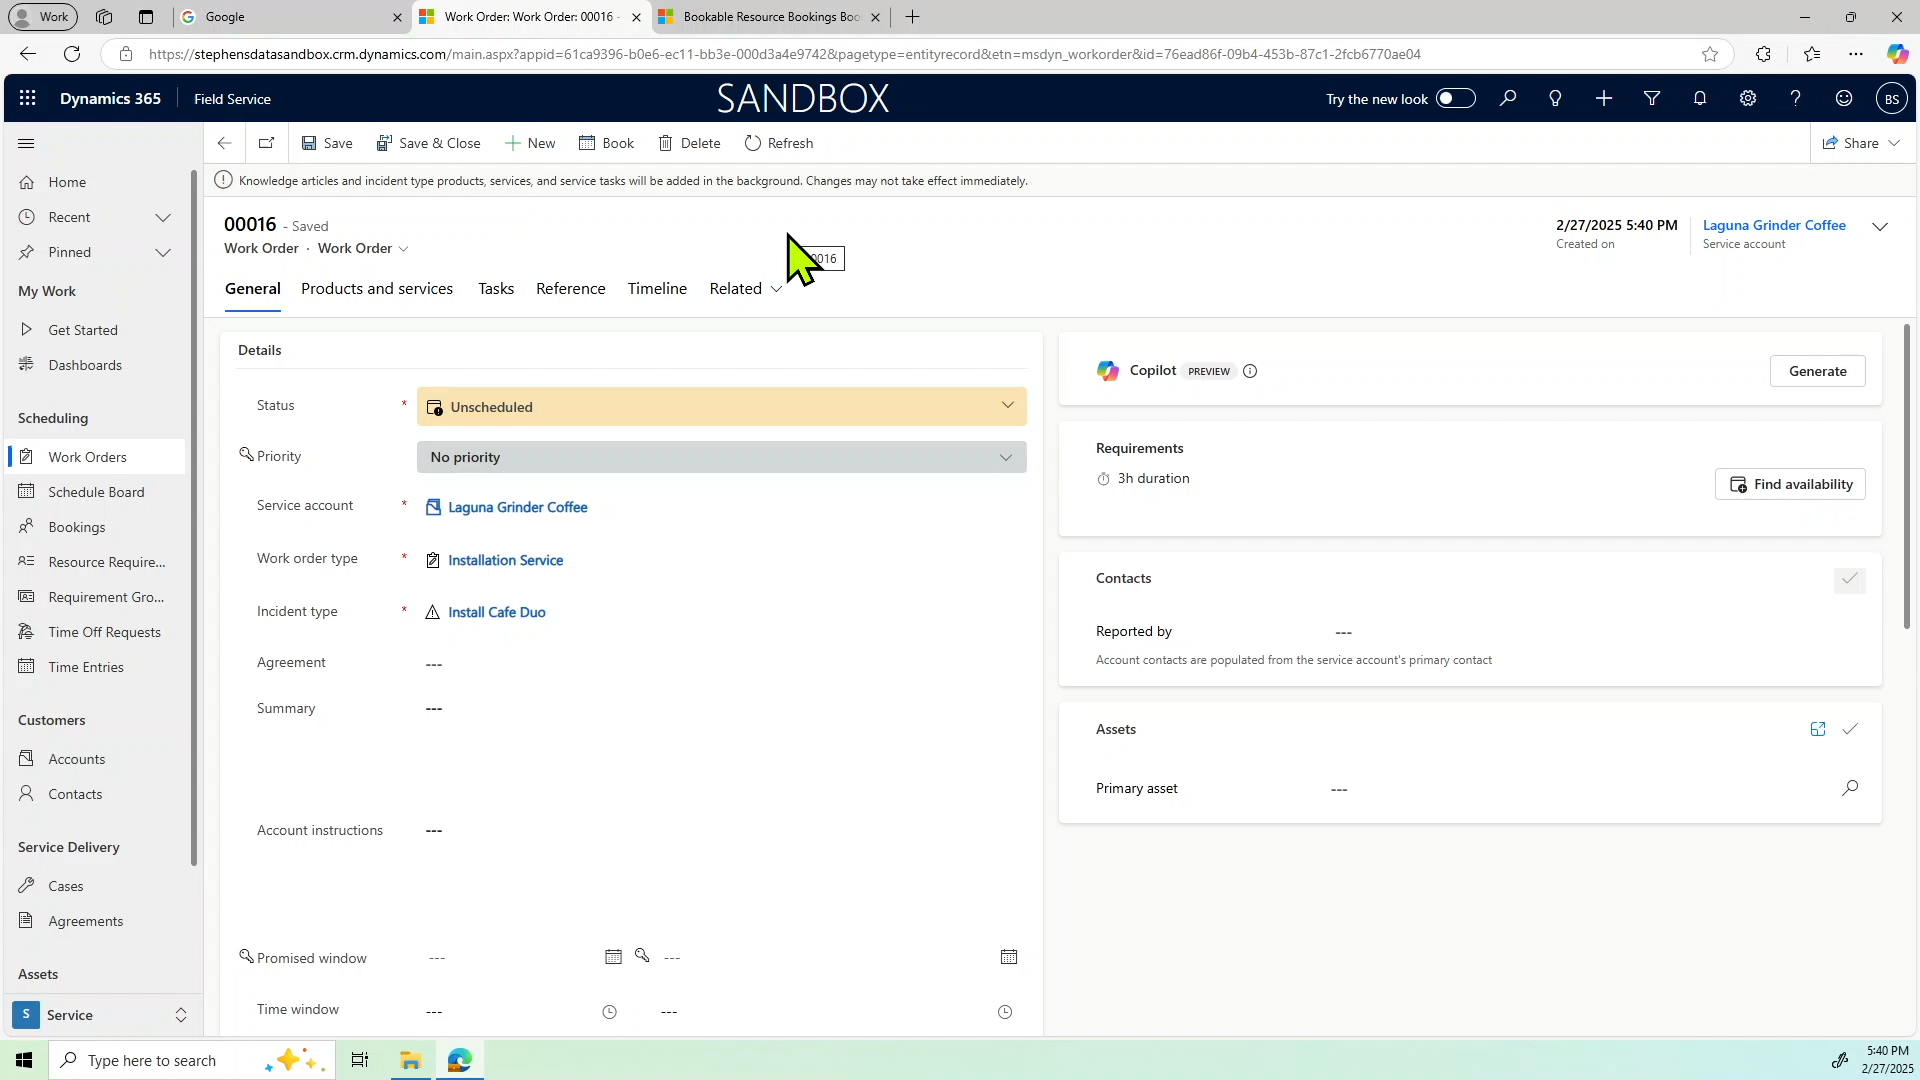 Work
Google
Work Order: Work Order: 00016 -
Bookable Resource Bookings Boo
https://stephensdatasandbox.crm.dynamics.com/main.aspx?appid=61ca9396-b0e6-ec11-bb3e-000d3a4e9742&pagetype=entityrecord&etn=msdyn_workorder&id=76ead86f-09b4-453b-87c1-2fcb6770ae04
Dynamics 365
Field Service
SANDBOX
Try the new look
BS
Save
Save & Close
New
Book
Delete
Refresh
Share
Knowledge articles and incident type products, services, and service tasks will be added in the background. Changes may not take effect immediately.
00016 - Saved
Work Order · Work Order
0016
2/27/2025 5:40 PM
Created on
Laguna Grinder Coffee
Service account
General
Products and services
Tasks
Reference
Timeline
Related
Home
Recent
Pinned
My Work
Get Started
Dashboards
Scheduling
Work Orders
Schedule Board
Bookings
Resource Require...
Requirement Gro...
Time Off Requests
Time Entries
Customers
Accounts
Contacts
Service Delivery
Cases
Agreements
Assets
S Service
Details
Status * Unscheduled
Priority No priority
Service account * Laguna Grinder Coffee
Work order type * Installation Service
Incident type * Install Cafe Duo
Agreement ---
Summary ---
Account instructions ---
Promised window --- ---
Time window --- ---
Copilot PREVIEW
Generate
Requirements
3h duration
Find availability
Contacts
Reported by ---
Account contacts are populated from the service account's primary contact
Assets
Primary asset ---
Type here to search
5:40 PM
2/27/2025